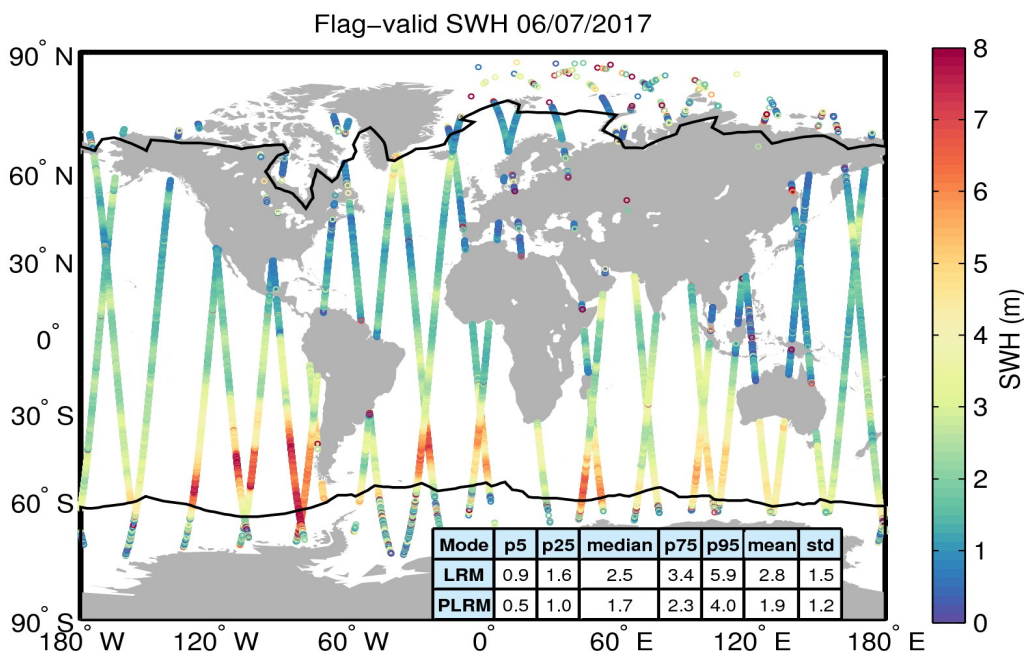 Flag−valid SWH 06/07/2017
90° N
60° N
30° N
0°
30° S
60° S
90° S
180° W
120° W
60° W
0°
60° E
120° E
180° E
Mode p5 p25 median p75 p95 mean std
LRM 0.9 1.6 2.5 3.4 5.9 2.8 1.5
PLRM 0.5 1.0 1.7 2.3 4.0 1.9 1.2
8
7
6
5
4
3
2
1
0
SWH (m)